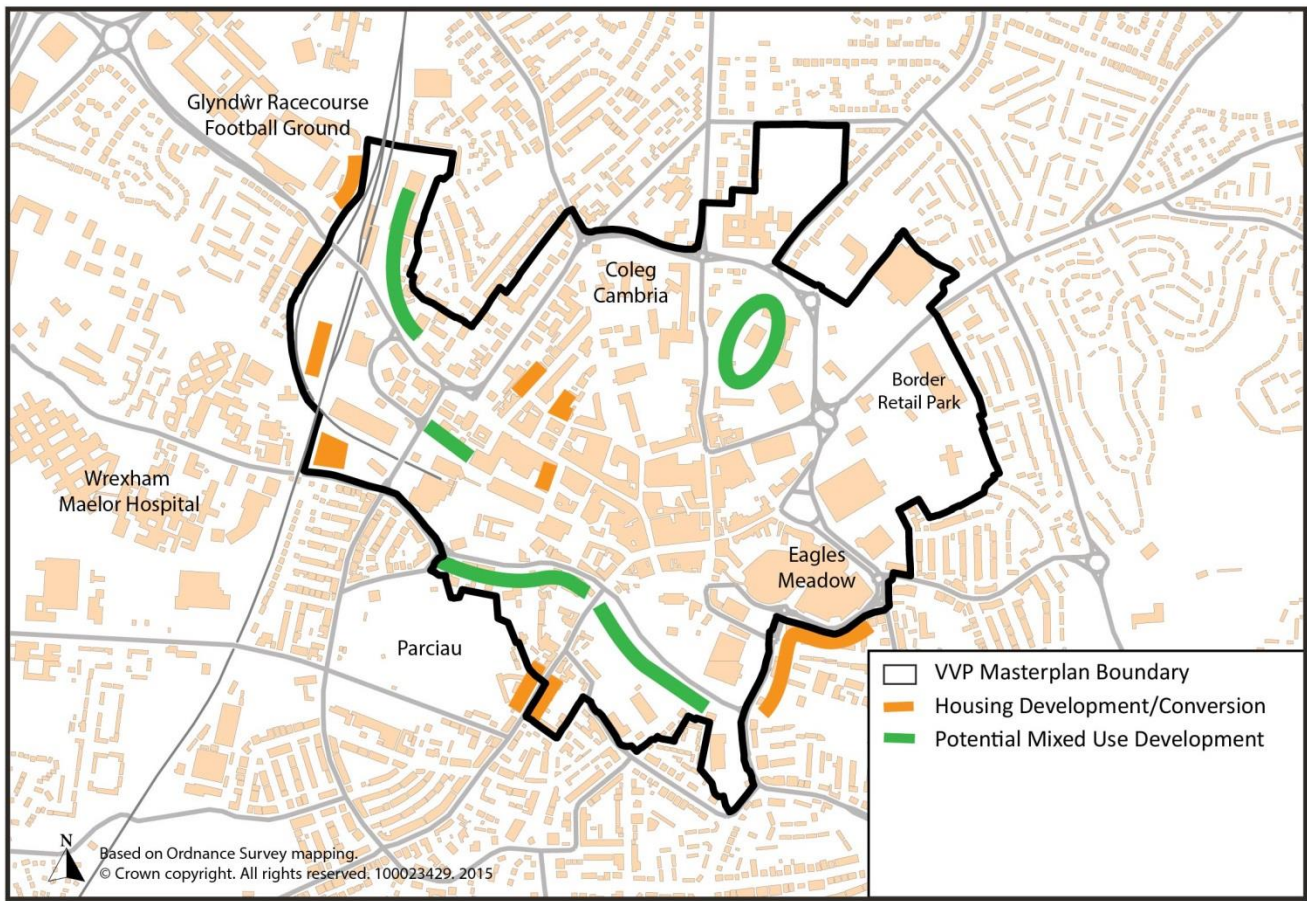 Glyndŵr Racecourse
Football Ground
Coleg
Cambria
Border
Retail Park
Wrexham
Maelor Hospital
Eagles
Meadow
Parciau
VVP Masterplan Boundary
Housing Development/Conversion
Potential Mixed Use Development
N
Based on Ordnance Survey mapping.
© Crown copyright. All rights reserved. 100023429. 2015